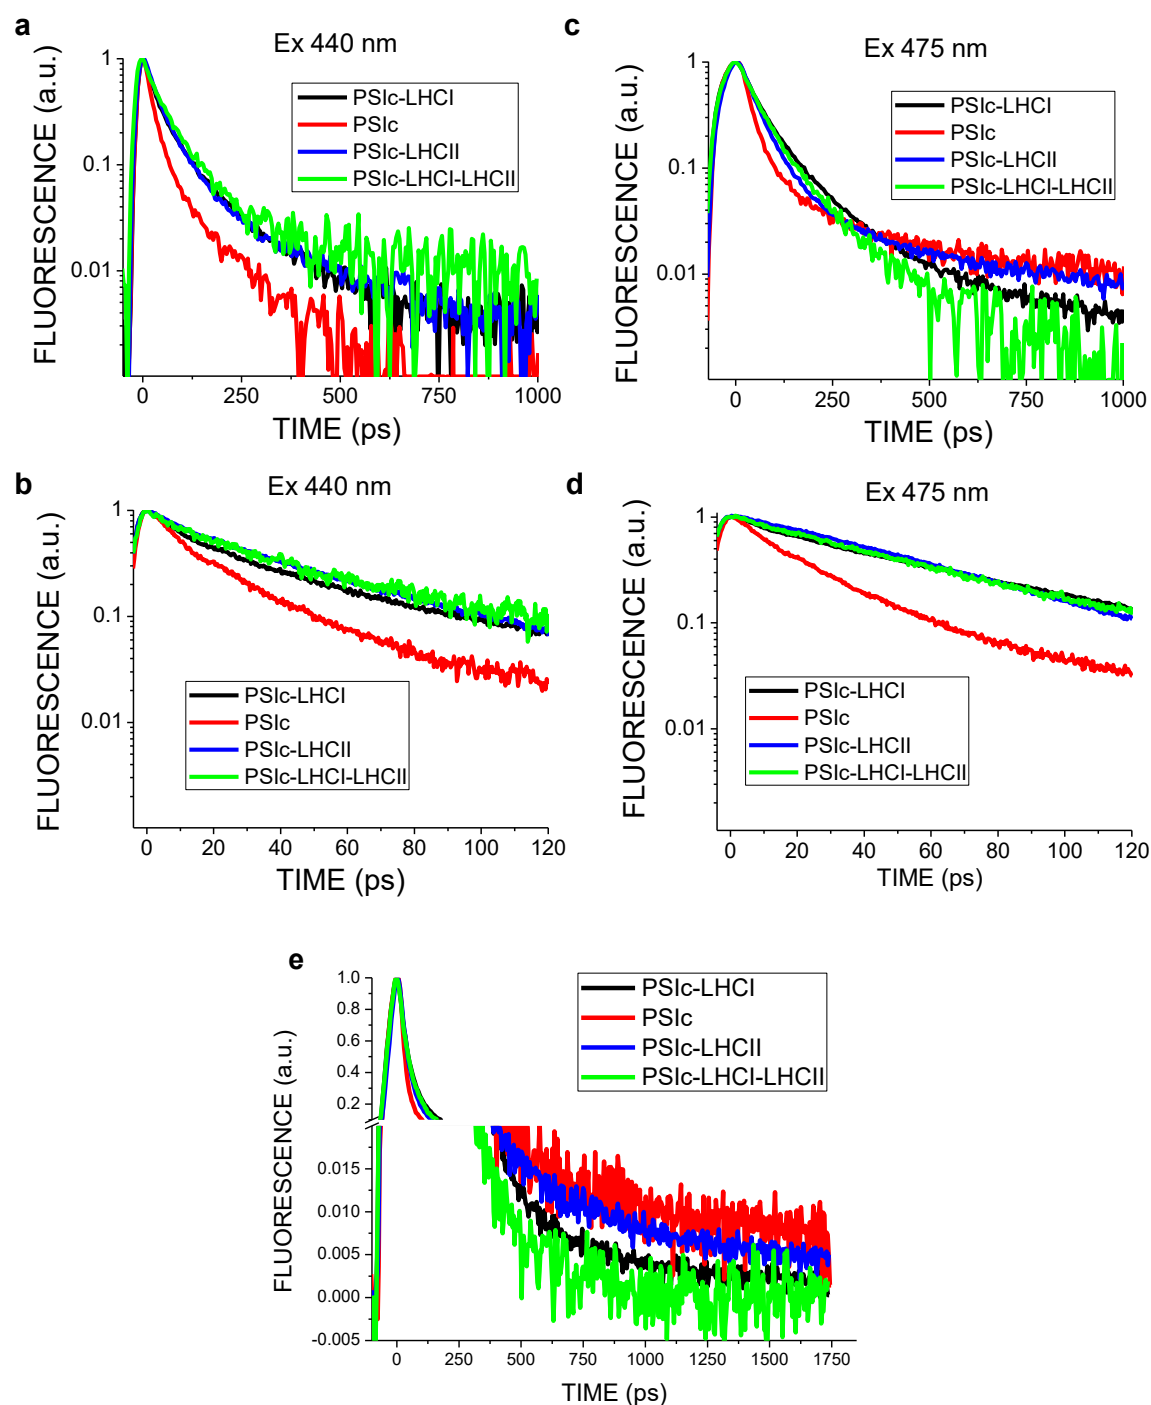 a
Ex 440 nm
FLUORESCENCE (a.u.)
1
0.1
0.01
PSIc-LHCI
PSIc
PSIc-LHCII
PSIc-LHCI-LHCII
0 250 500 750 1000
TIME (ps)
c
Ex 475 nm
FLUORESCENCE (a.u.)
1
0.1
0.01
PSIc-LHCI
PSIc
PSIc-LHCII
PSIc-LHCI-LHCII
0 250 500 750 1000
TIME (ps)
b
Ex 440 nm
FLUORESCENCE (a.u.)
1
0.1
0.01
PSIc-LHCI
PSIc
PSIc-LHCII
PSIc-LHCI-LHCII
0 20 40 60 80 100 120
TIME (ps)
d
Ex 475 nm
FLUORESCENCE (a.u.)
1
0.1
0.01
PSIc-LHCI
PSIc
PSIc-LHCII
PSIc-LHCI-LHCII
0 20 40 60 80 100 120
TIME (ps)
e
FLUORESCENCE (a.u.)
1.0
0.8
0.6
0.4
0.2
0.015
0.010
0.005
0.000
-0.005
PSIc-LHCI
PSIc
PSIc-LHCII
PSIc-LHCI-LHCII
0 250 500 750 1000 1250 1500 1750
TIME (ps)